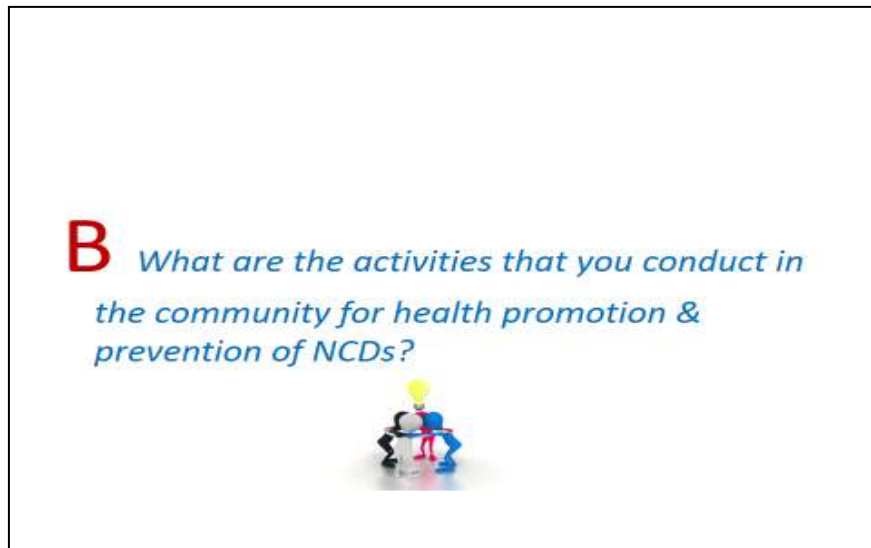 B What are the activities that you conduct in
the community for health promotion &
prevention of NCDs?